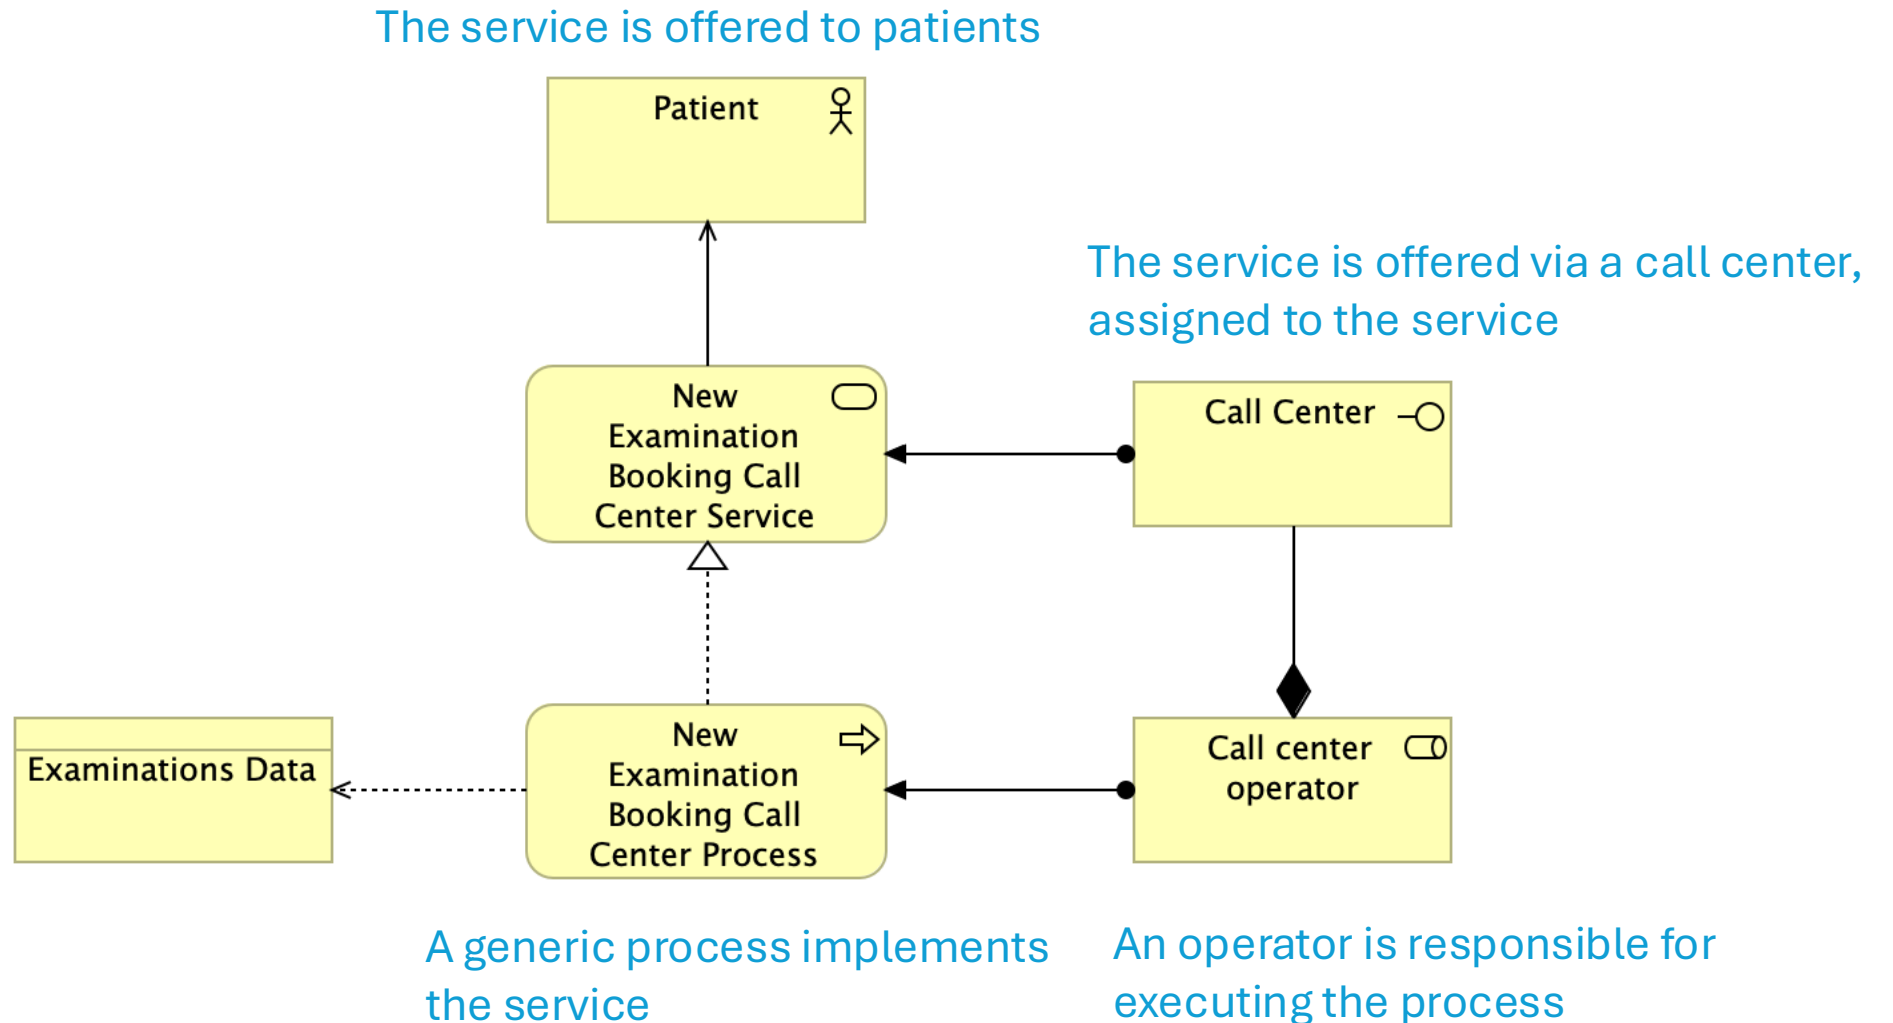 The service is offered to patients
Patient
The service is offered via a call center,
assigned to the service
New
Examination
Booking Call
Center Service
Call Center
Examinations Data
New
Examination
Booking Call
Center Process
Call center
operator
A generic process implements
the service
An operator is responsible for
executing the process